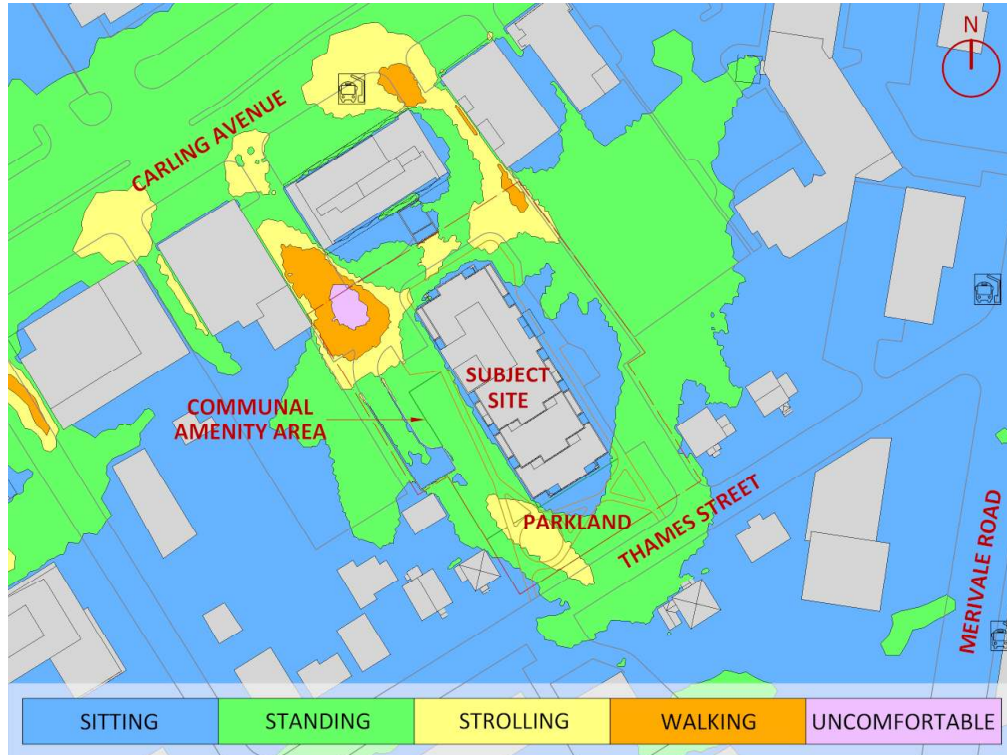 N
CARLING AVENUE
SUBJECT
SITE
COMMUNAL
AMENITY AREA
PARKLAND
THAMES STREET
MERIVALE ROAD
SITTING
STANDING
STROLLING
WALKING
UNCOMFORTABLE